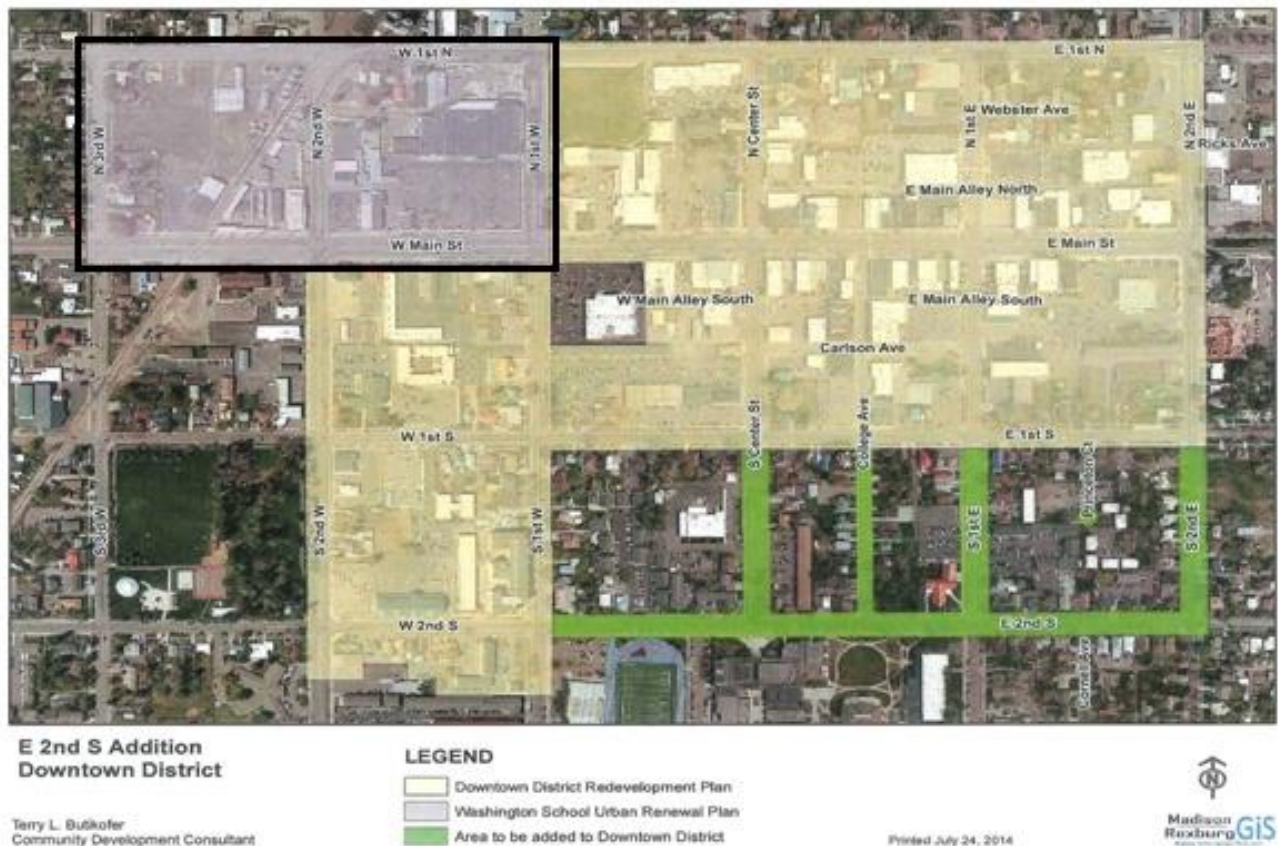 W 1st N
E 1st N
N 3rd W
N 2nd W
N 1st W
N Center St
N 1st E
Webster Ave
N 2nd E
Ricks Ave
E Main Alley North
W Main St
E Main St
W Main Alley South
E Main Alley South
Carlson Ave
W 1st S
S Center St
College Ave
E 1st S
Princeton Ct
S 3rd W
S 2nd W
S 1st W
S 1st E
S 2nd E
W 2nd S
E 2nd S
E 2nd S Addition
Downtown District
LEGEND
Downtown District Redevelopment Plan
Washington School Urban Renewal Plan
Area to be added to Downtown District
Terry L. Butikofer
Community Development Consultant
Printed July 24, 2014
N
Madison
Rexburg GiS